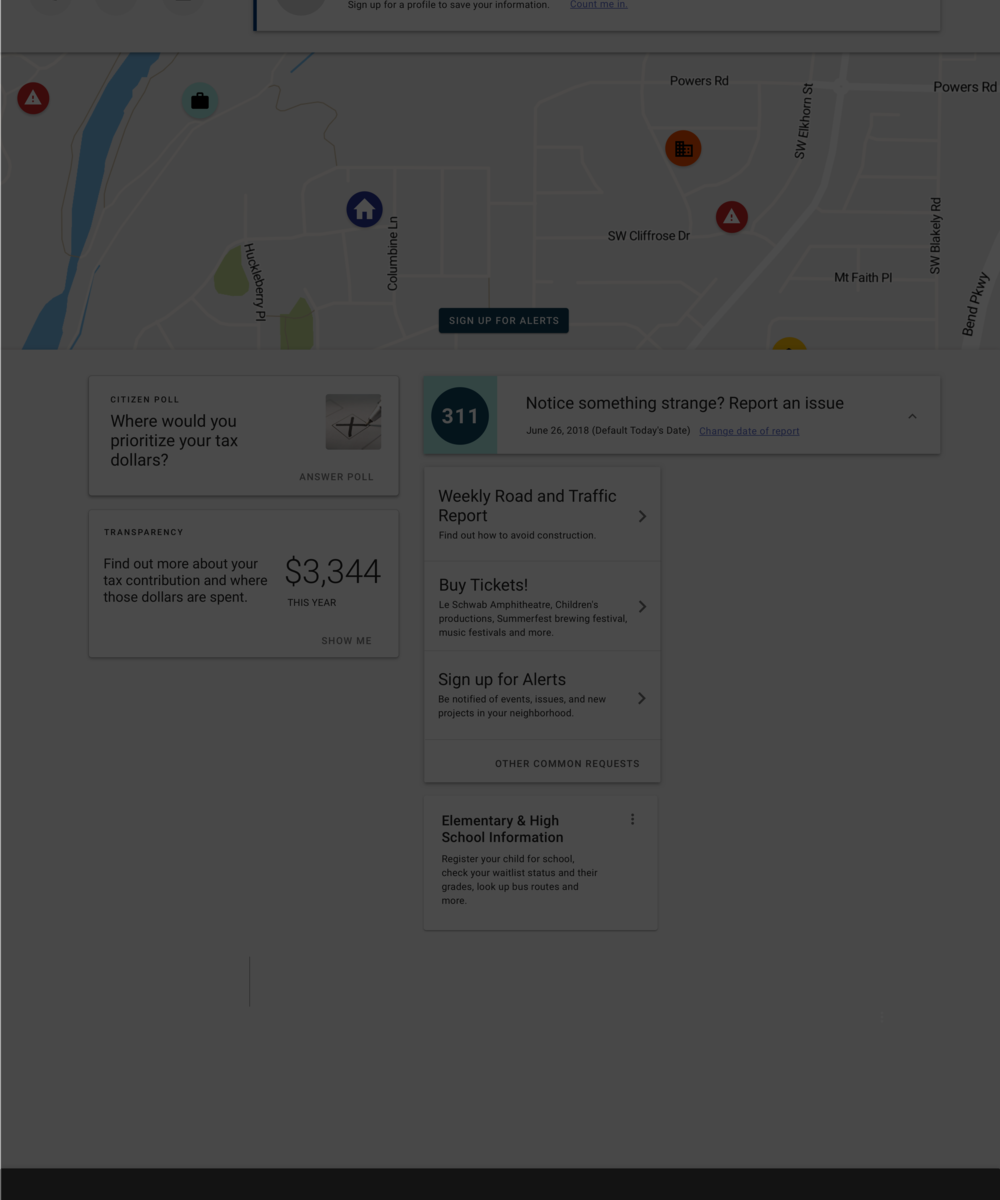 Sign up for a profile to save your information. Count me in.
Powers Rd
Powers Rd
SW Elkhorn St
SW Cliffrose Dr
SW Blakely Rd
Columbine Ln
Huckleberry Pl
Mt Faith Pl
Bend Pkwy
SIGN UP FOR ALERTS
CITIZEN POLL
Where would you
prioritize your tax
dollars?
ANSWER POLL
TRANSPARENCY
Find out more about your
tax contribution and where
those dollars are spent.
$3,344
THIS YEAR
SHOW ME
311
Notice something strange? Report an issue
June 26, 2018 (Default Today's Date) Change date of report
Weekly Road and Traffic
Report
Find out how to avoid construction.
Buy Tickets!
Le Schwab Amphitheatre, Children's
productions, Summerfest brewing festival,
music festivals and more.
Sign up for Alerts
Be notified of events, issues, and new
projects in your neighborhood.
OTHER COMMON REQUESTS
Elementary & High
School Information
Register your child for school,
check your waitlist status and their
grades, look up bus routes and
more.